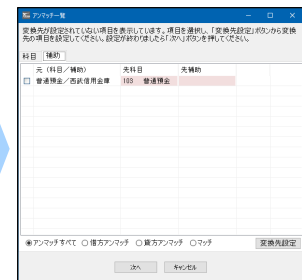 アンマッチ一覧
変換先が設定されていない項目を表示しています。項目を選択し、「変換先設定」ボタンから変換
先の項目を設定してください。設定が終わりましたら「次へ」ボタンを押してください。
科目 補助
元（科目／補助） 先科目 先補助
普通預金／西武信用金庫 103 普通預金
アンマッチすべて 借方アンマッチ 貸方アンマッチ マッチ 変換先設定
次へ キャンセル